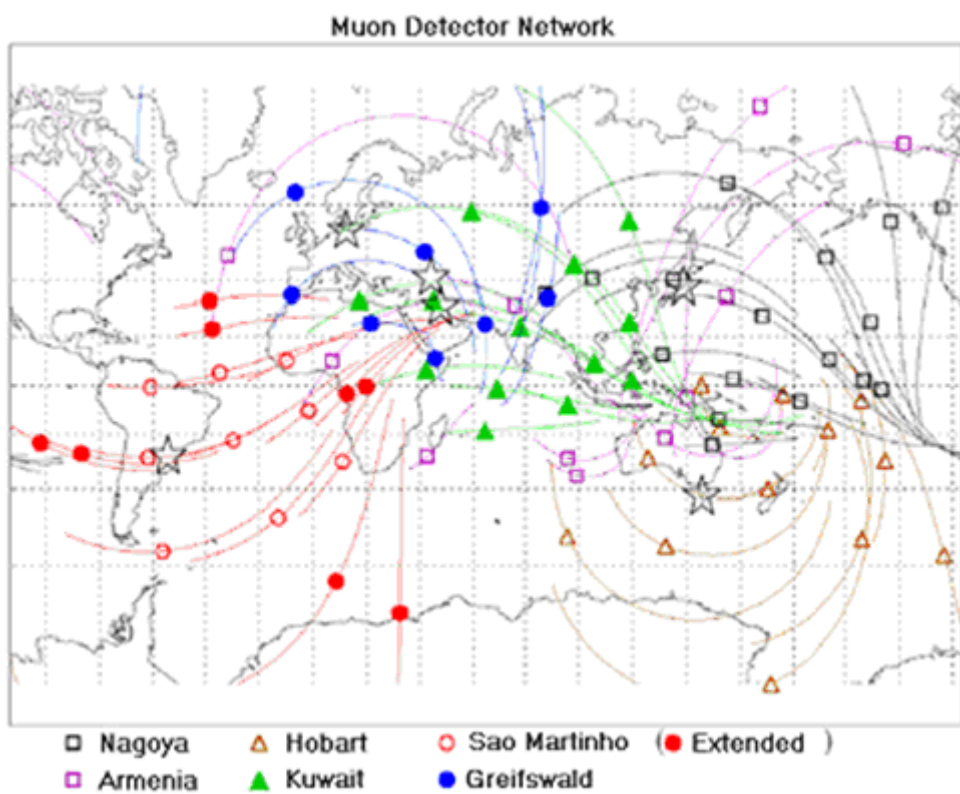 Muon Detector Network
Nagoya Hobart Sao Martinho ( Extended )
Armenia Kuwait Greifswald